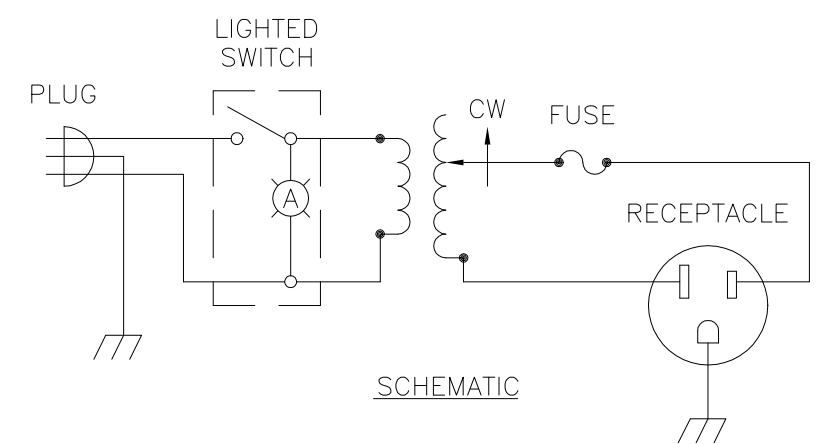 LIGHTED
SWITCH
PLUG
CW
FUSE
A
RECEPTACLE
SCHEMATIC